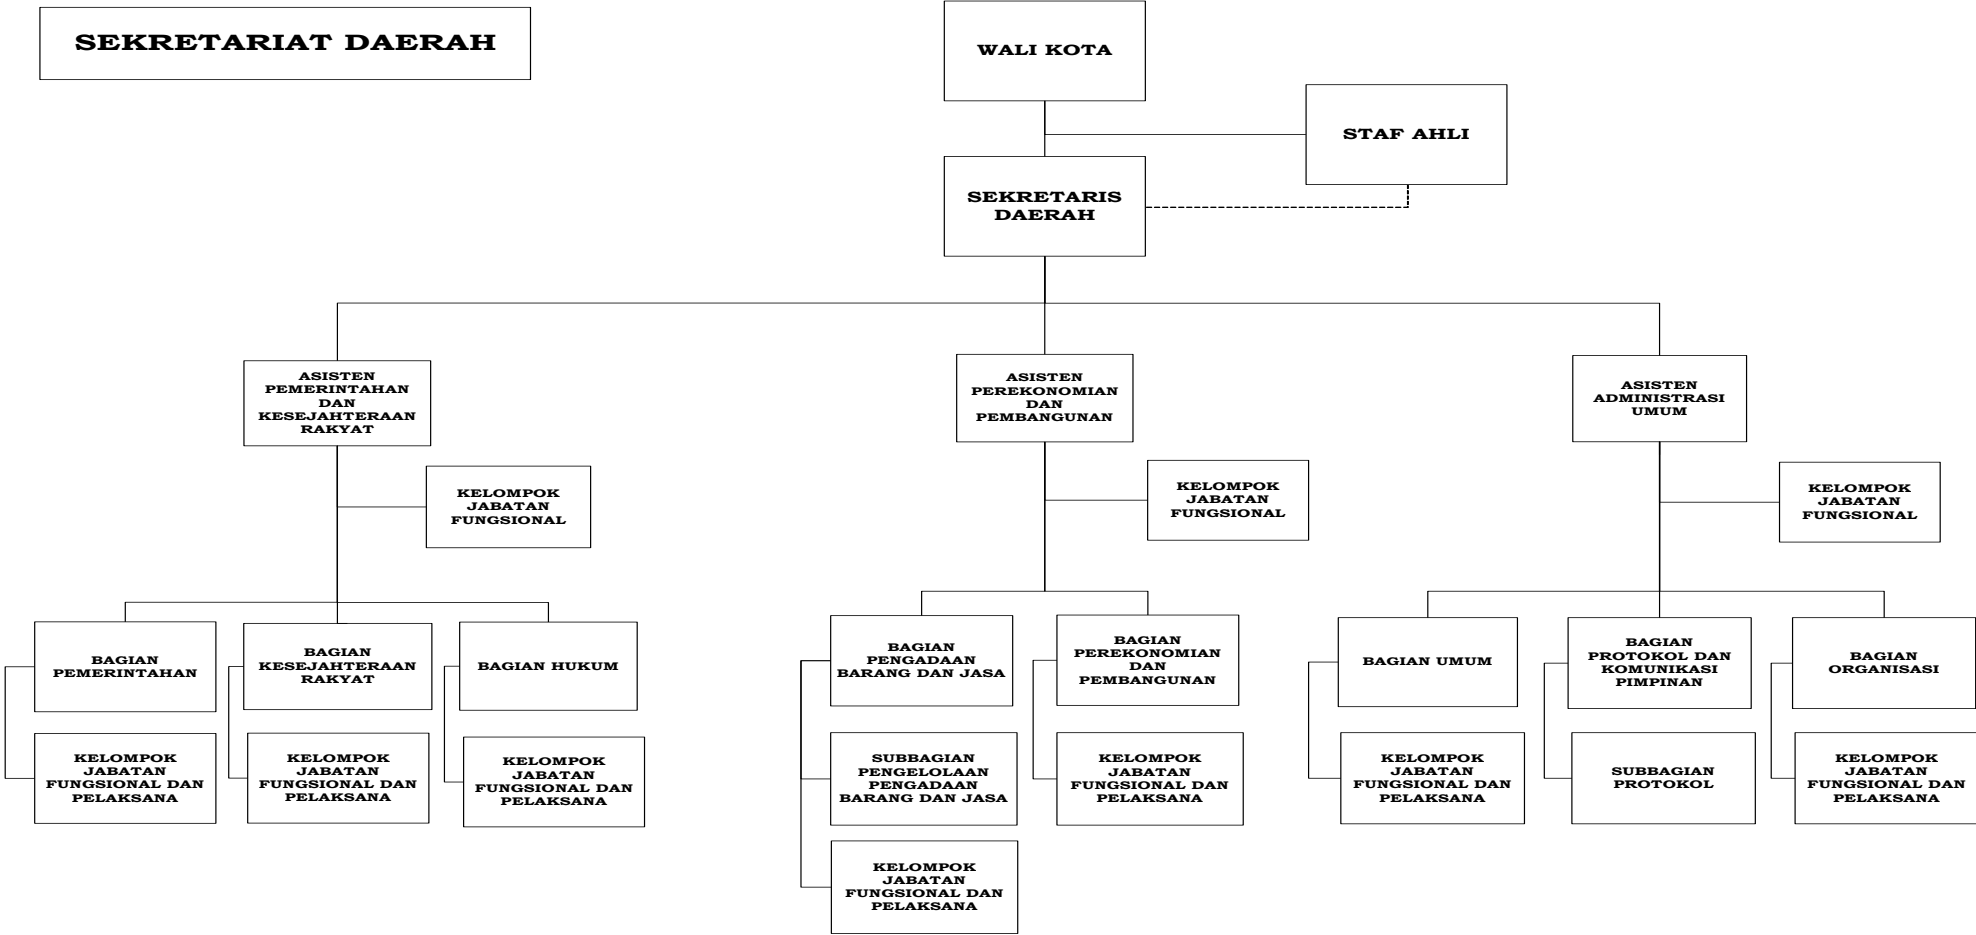 SEKRETARIAT DAERAH
WALI KOTA
STAF AHLI
SEKRETARIS
DAERAH
ASISTEN
PEMERINTAHAN
DAN
KESEJAHTERAAN
RAKYAT
ASISTEN
PEREKONOMIAN
DAN
PEMBANGUNAN
ASISTEN
ADMINISTRASI
UMUM
KELOMPOK
JABATAN
FUNGSIONAL
KELOMPOK
JABATAN
FUNGSIONAL
KELOMPOK
JABATAN
FUNGSIONAL
BAGIAN
PEMERINTAHAN
BAGIAN
KESEJAHTERAAN
RAKYAT
BAGIAN HUKUM
BAGIAN
PENGADAAN
BARANG DAN JASA
BAGIAN
PEREKONOMIAN
DAN
PEMBANGUNAN
BAGIAN UMUM
BAGIAN
PROTOKOL DAN
KOMUNIKASI
PIMPINAN
BAGIAN
ORGANISASI
KELOMPOK
JABATAN
FUNGSIONAL DAN
PELAKSANA
KELOMPOK
JABATAN
FUNGSIONAL DAN
PELAKSANA
KELOMPOK
JABATAN
FUNGSIONAL DAN
PELAKSANA
SUBBAGIAN
PENGELOLAAN
PENGADAAN
BARANG DAN JASA
KELOMPOK
JABATAN
FUNGSIONAL DAN
PELAKSANA
KELOMPOK
JABATAN
FUNGSIONAL DAN
PELAKSANA
SUBBAGIAN
PROTOKOL
KELOMPOK
JABATAN
FUNGSIONAL DAN
PELAKSANA
KELOMPOK
JABATAN
FUNGSIONAL DAN
PELAKSANA